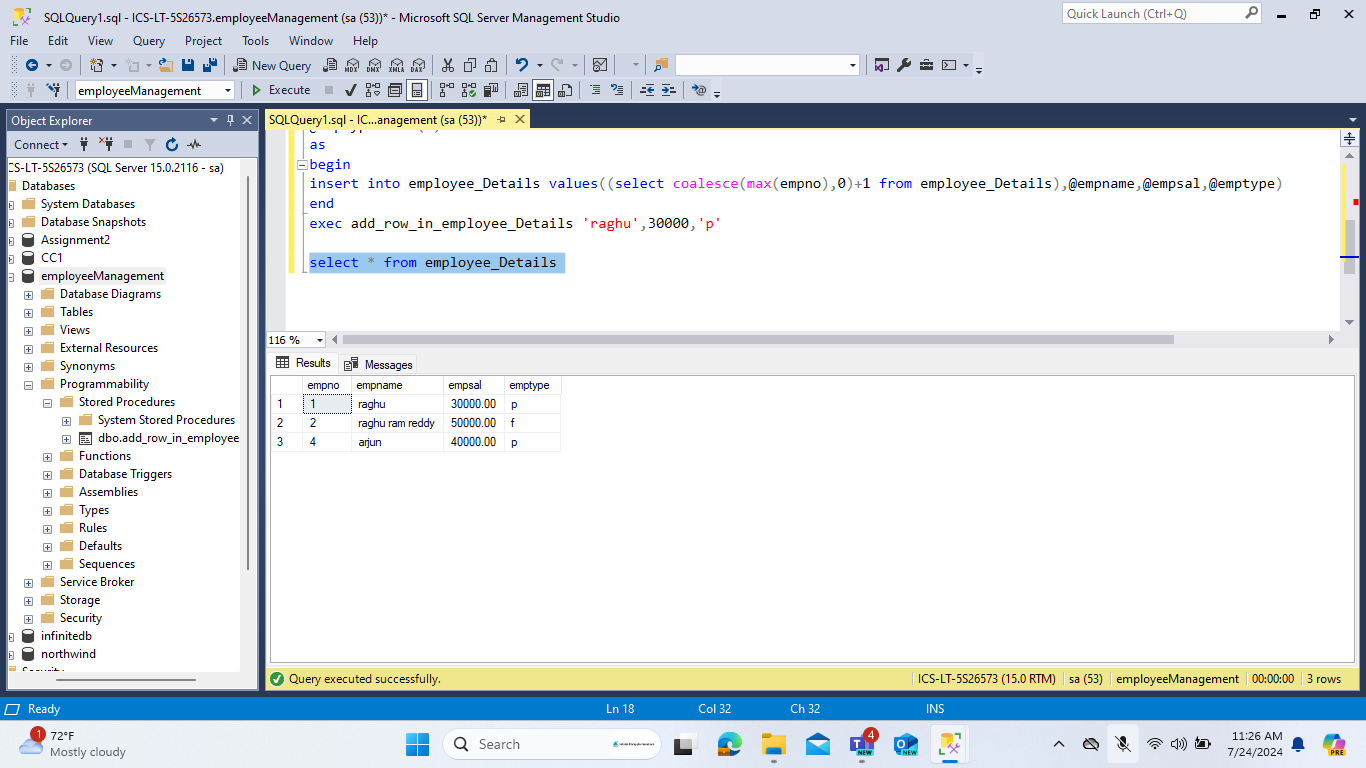 SQLQuery1.sql - ICS-LT-5S26573.employeeManagement (sa (53))* - Microsoft SQL Server Management Studio
Quick Launch (Ctrl+Q)
File Edit View Query Project Tools Window Help
New Query MDX DMX XMLA DAX
employeeManagement Execute
Object Explorer
Connect
CS-LT-5S26573 (SQL Server 15.0.2116 - sa)
Databases
System Databases
Database Snapshots
Assignment2
CC1
employeeManagement
Database Diagrams
Tables
Views
External Resources
Synonyms
Programmability
Stored Procedures
System Stored Procedures
dbo.add_row_in_employee
Functions
Database Triggers
Assemblies
Types
Rules
Defaults
Sequences
Service Broker
Storage
Security
infinitedb
northwind
Security
SQLQuery1.sql - IC...anagement (sa (53))*
as
begin
insert into employee_Details values((select coalesce(max(empno),0)+1 from employee_Details),@empname,@empsal,@emptype)
end
exec add_row_in_employee_Details 'raghu',30000,'p'
select * from employee_Details
116 %
Results Messages
empno empname empsal emptype
1 1 raghu 30000.00 p
2 2 raghu ram reddy 50000.00 f
3 4 arjun 40000.00 p
Query executed successfully. ICS-LT-5S26573 (15.0 RTM) sa (53) employeeManagement 00:00:00 3 rows
Ready Ln 18 Col 32 Ch 32 INS
1 72°F
Mostly cloudy
Search
4
NEW
NEW
11:26 AM
7/24/2024
PRE